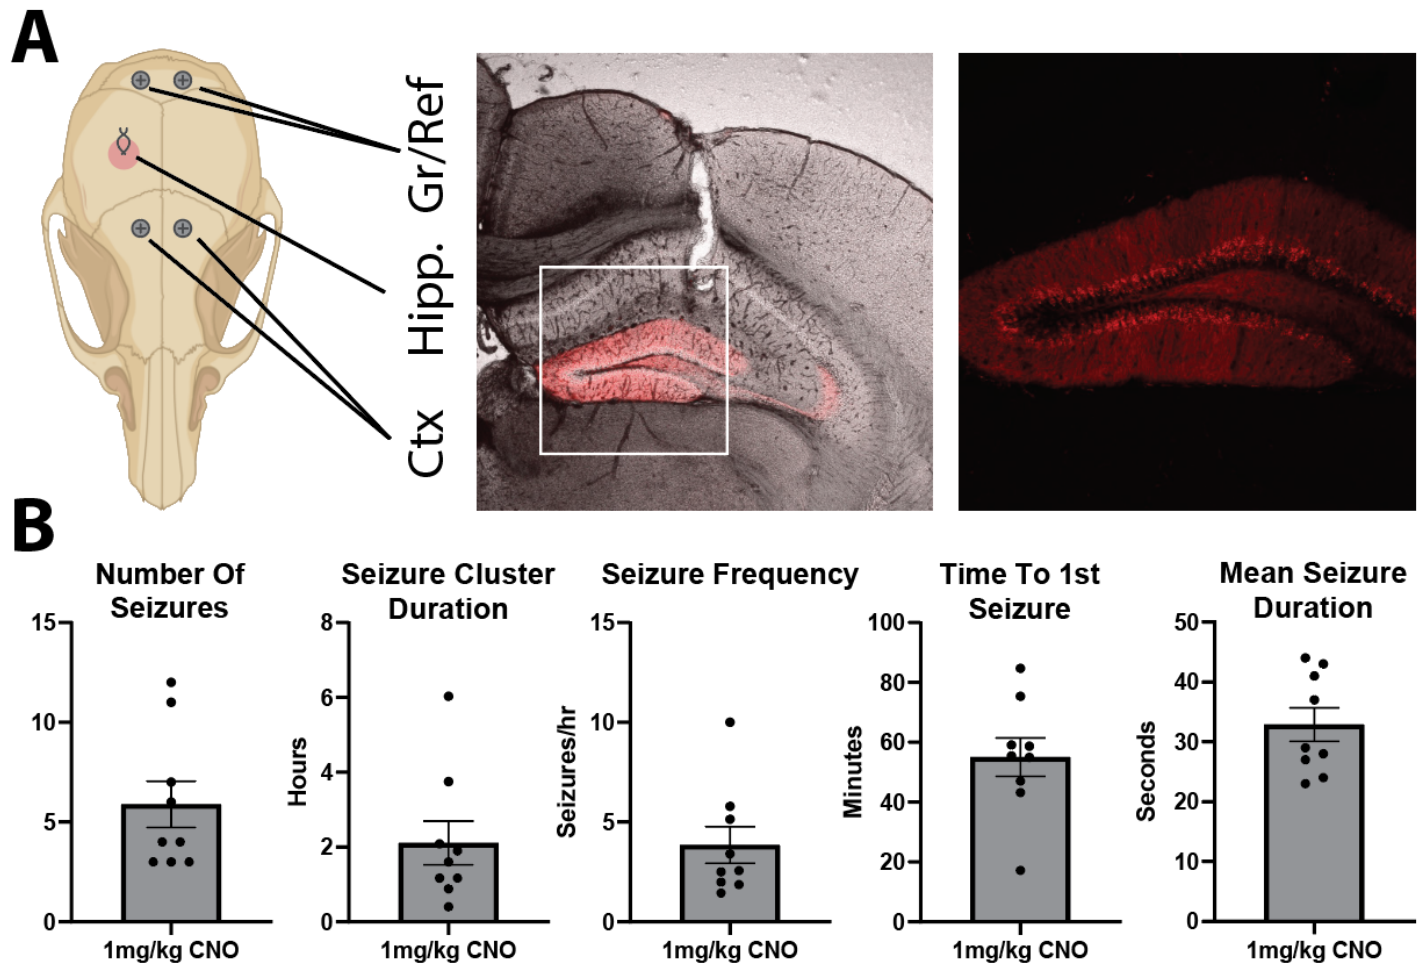 A
Gr/Ref
Hipp.
Ctx
B
Number Of
Seizures
15
10
5
0
1mg/kg CNO
Seizure Cluster
Duration
Hours
8
6
4
2
0
1mg/kg CNO
Seizure Frequency
Seizures/hr
15
10
5
0
1mg/kg CNO
Time To 1st
Seizure
Minutes
100
80
60
40
20
0
1mg/kg CNO
Mean Seizure
Duration
Seconds
50
40
30
20
10
0
1mg/kg CNO